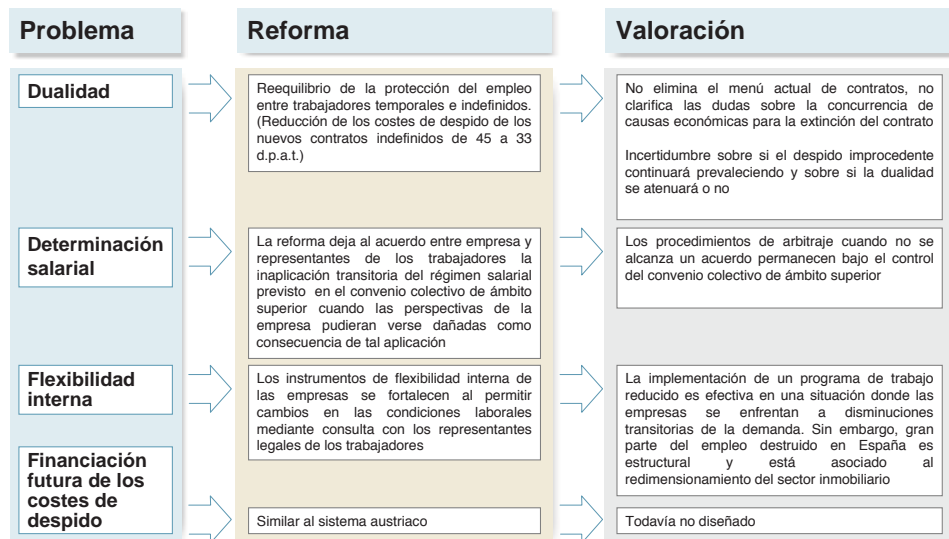 Problema
Reforma
Valoración
Dualidad
Reequilibrio de la protección del empleo
entre trabajadores temporales e indefinidos.
(Reducción de los costes de despido de los
nuevos contratos indefinidos de 45 a 33
d.p.a.t.)
No elimina el menú actual de contratos, no
clarifica las dudas sobre la concurrencia de
causas económicas para la extinción del contrato
Incertidumbre sobre si el despido improcedente
continuará prevaleciendo y sobre si la dualidad
se atenuará o no
Determinación
salarial
La reforma deja al acuerdo entre empresa y
representantes de los trabajadores la
inaplicación transitoria del régimen salarial
previsto en el convenio colectivo de ámbito
superior cuando las perspectivas de la
empresa pudieran verse dañadas como
consecuencia de tal aplicación
Los procedimientos de arbitraje cuando no se
alcanza un acuerdo permanecen bajo el control
del convenio colectivo de ámbito superior
Flexibilidad
interna
Los instrumentos de flexibilidad interna de
las empresas se fortalecen al permitir
cambios en las condiciones laborales
mediante consulta con los representantes
legales de los trabajadores
La implementación de un programa de trabajo
reducido es efectiva en una situación donde las
empresas se enfrentan a disminuciones
transitorias de la demanda. Sin embargo, gran
parte del empleo destruido en España es
estructural y está asociado al
redimensionamiento del sector inmobiliario
Financiación
futura de los
costes de
despido
Similar al sistema austriaco
Todavía no diseñado